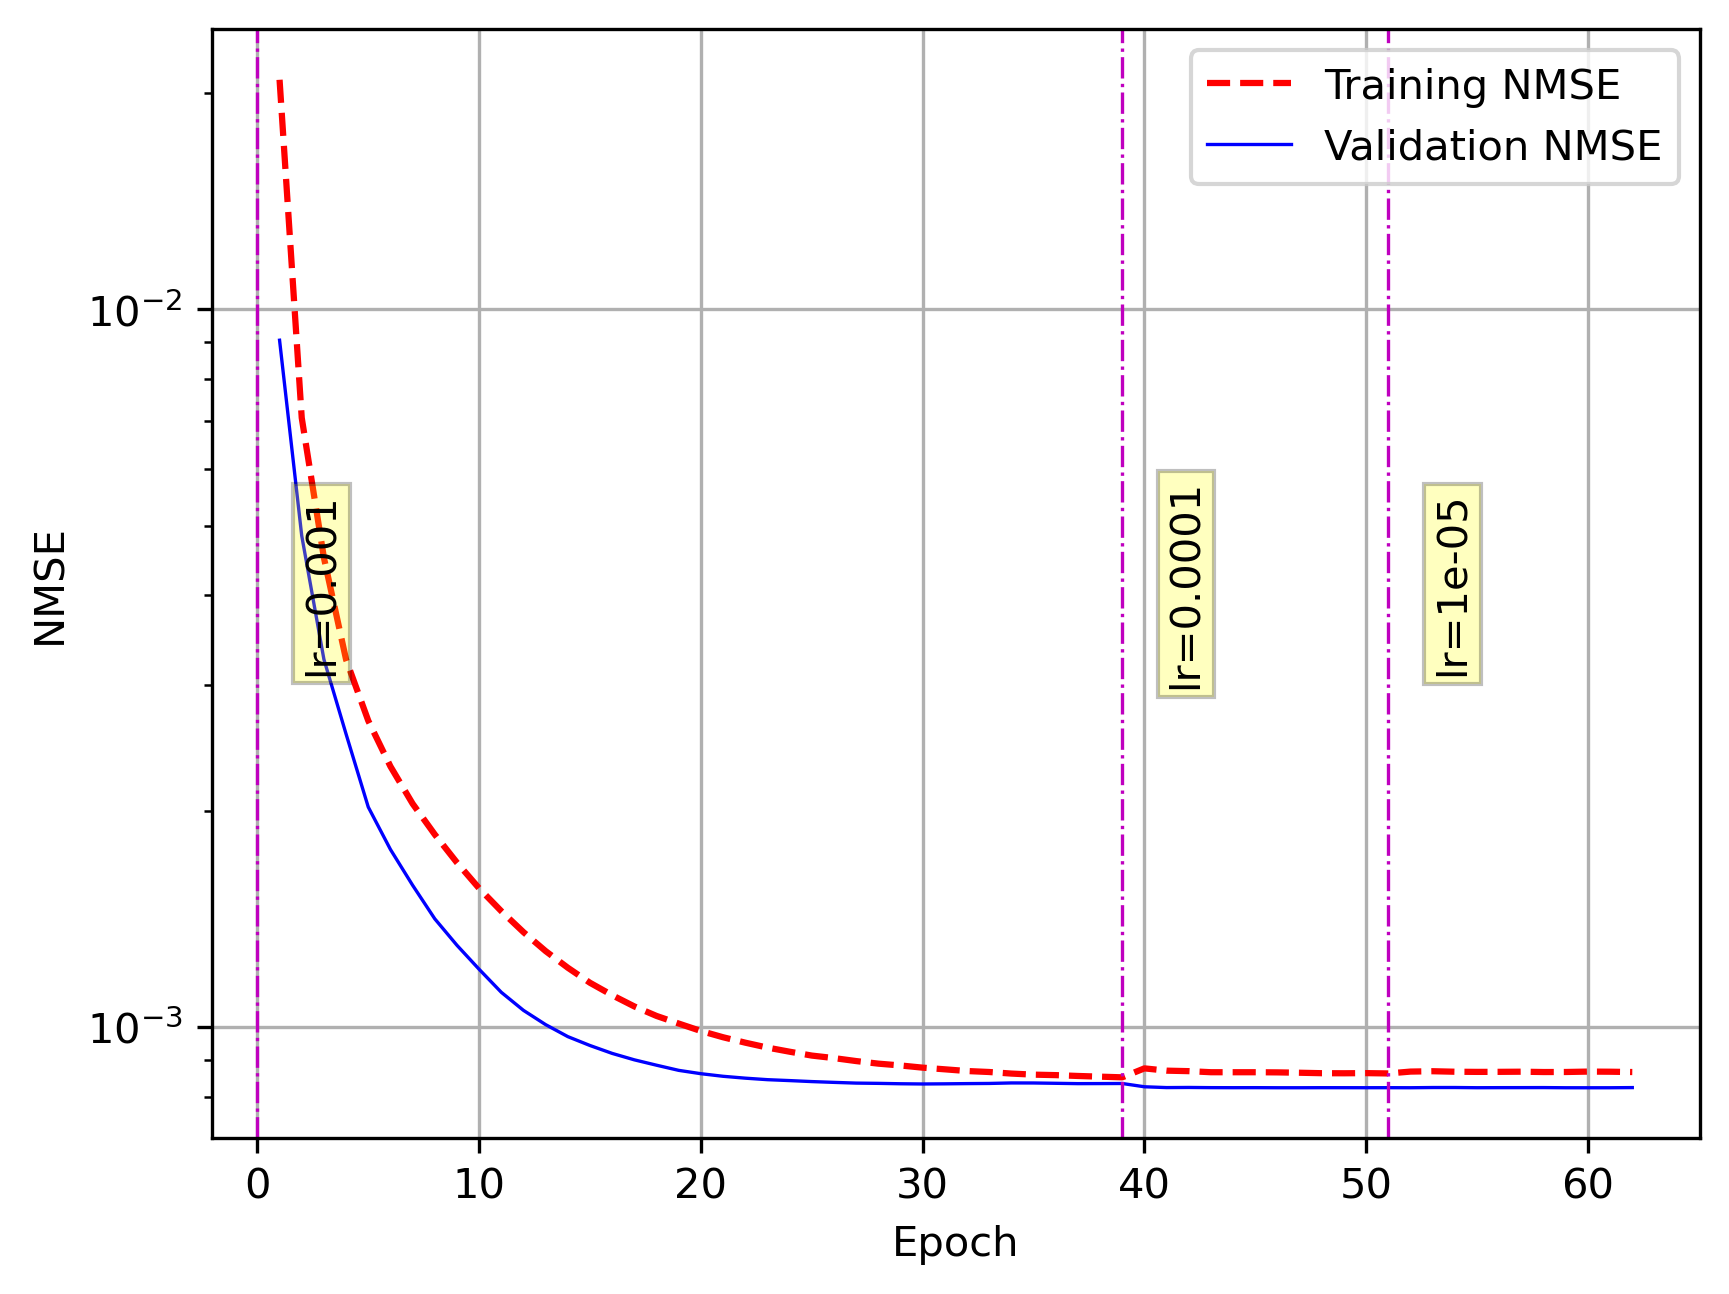 Training NMSE
Validation NMSE
10⁻²
10⁻³
NMSE
lr=0.001
lr=0.0001
lr=1e-05
0 10 20 30 40 50 60
Epoch